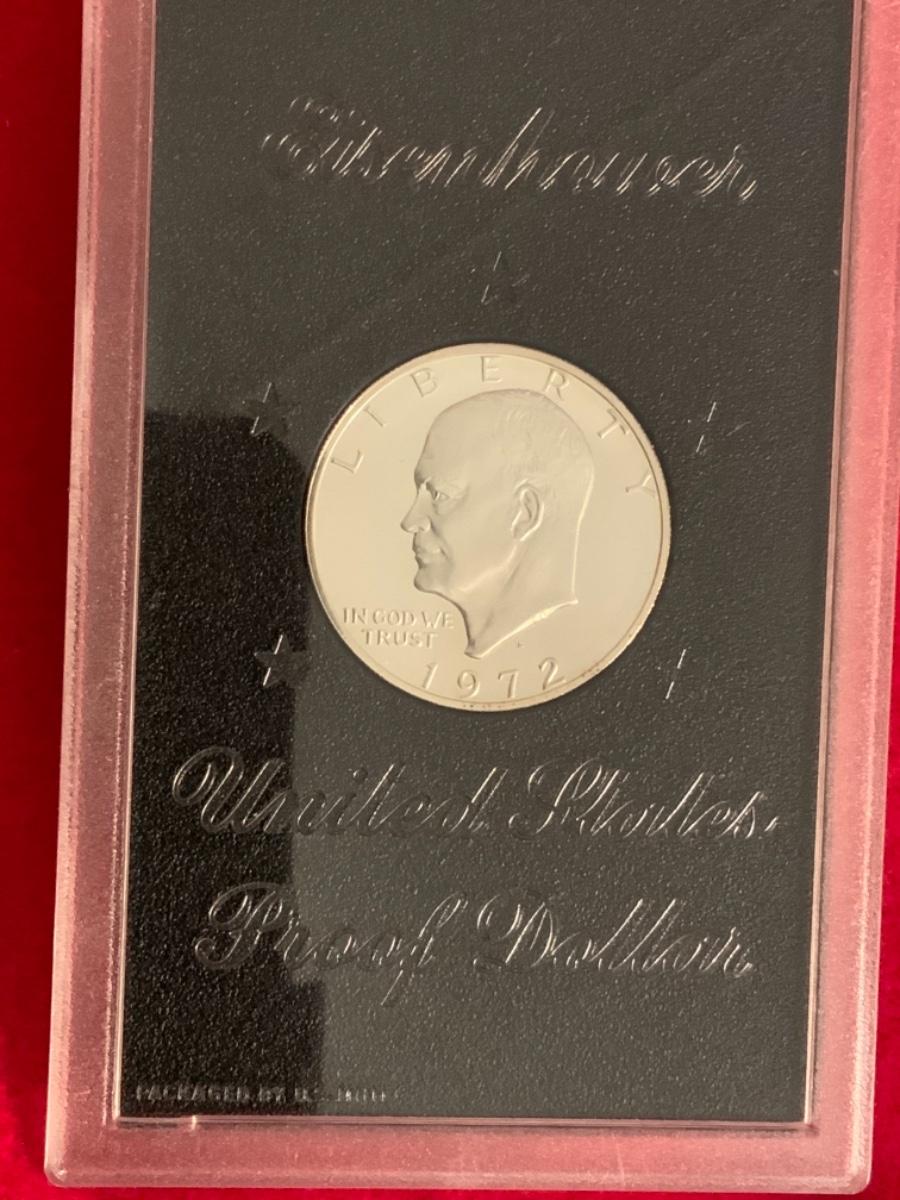 Eisenhower
LIBERTY
IN GOD WE
TRUST
1972
United States
Proof Dollar
PACKAGED BY U.S. MINT